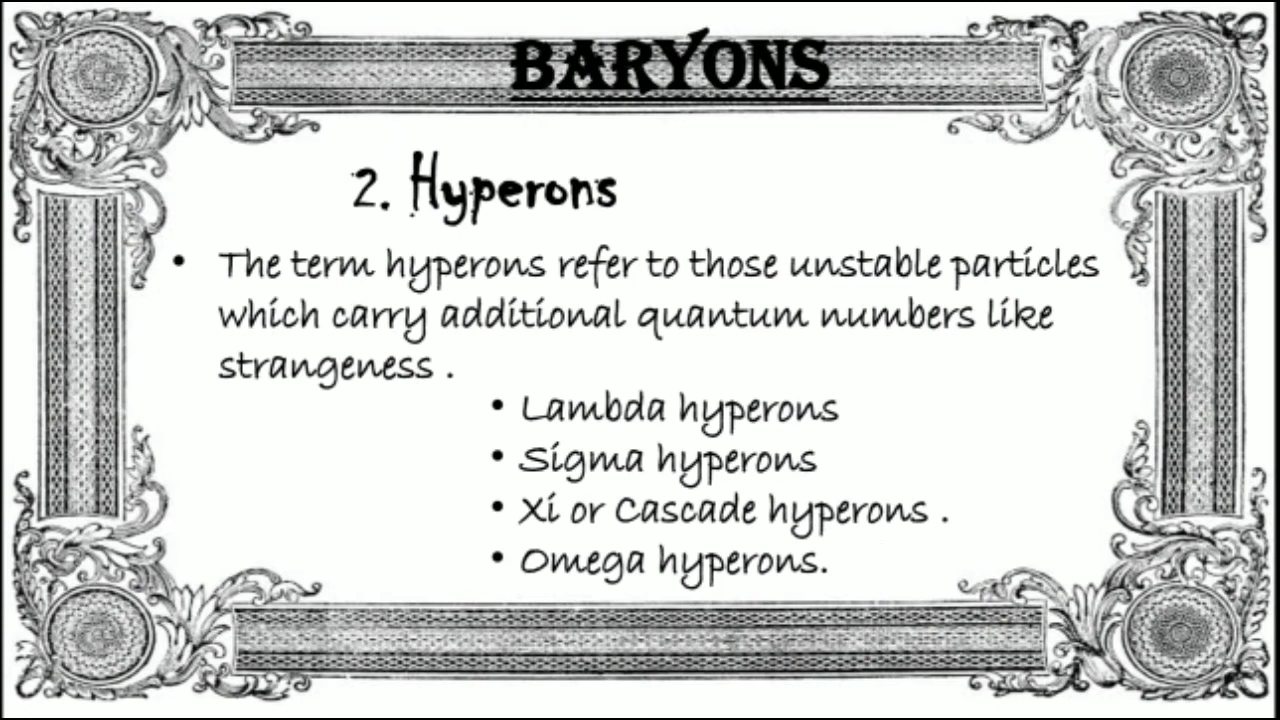 BARYONS
2. Hyperons
• The term hyperons refer to those unstable particles
which carry additional quantum numbers like
strangeness .
• Lambda hyperons
• Sigma hyperons
• Xi or Cascade hyperons .
• Omega hyperons.